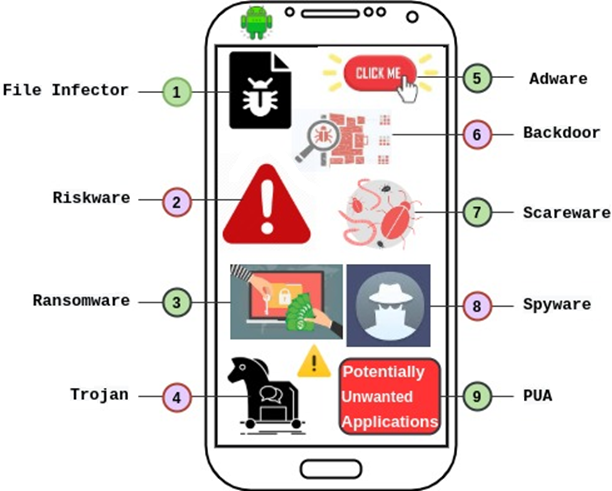 File Infector 1
CLICK ME
5 Adware
6 Backdoor
Riskware 2
7 Scareware
Ransomware 3
8 Spyware
Trojan 4
Potentially
Unwanted
Applications
9 PUA